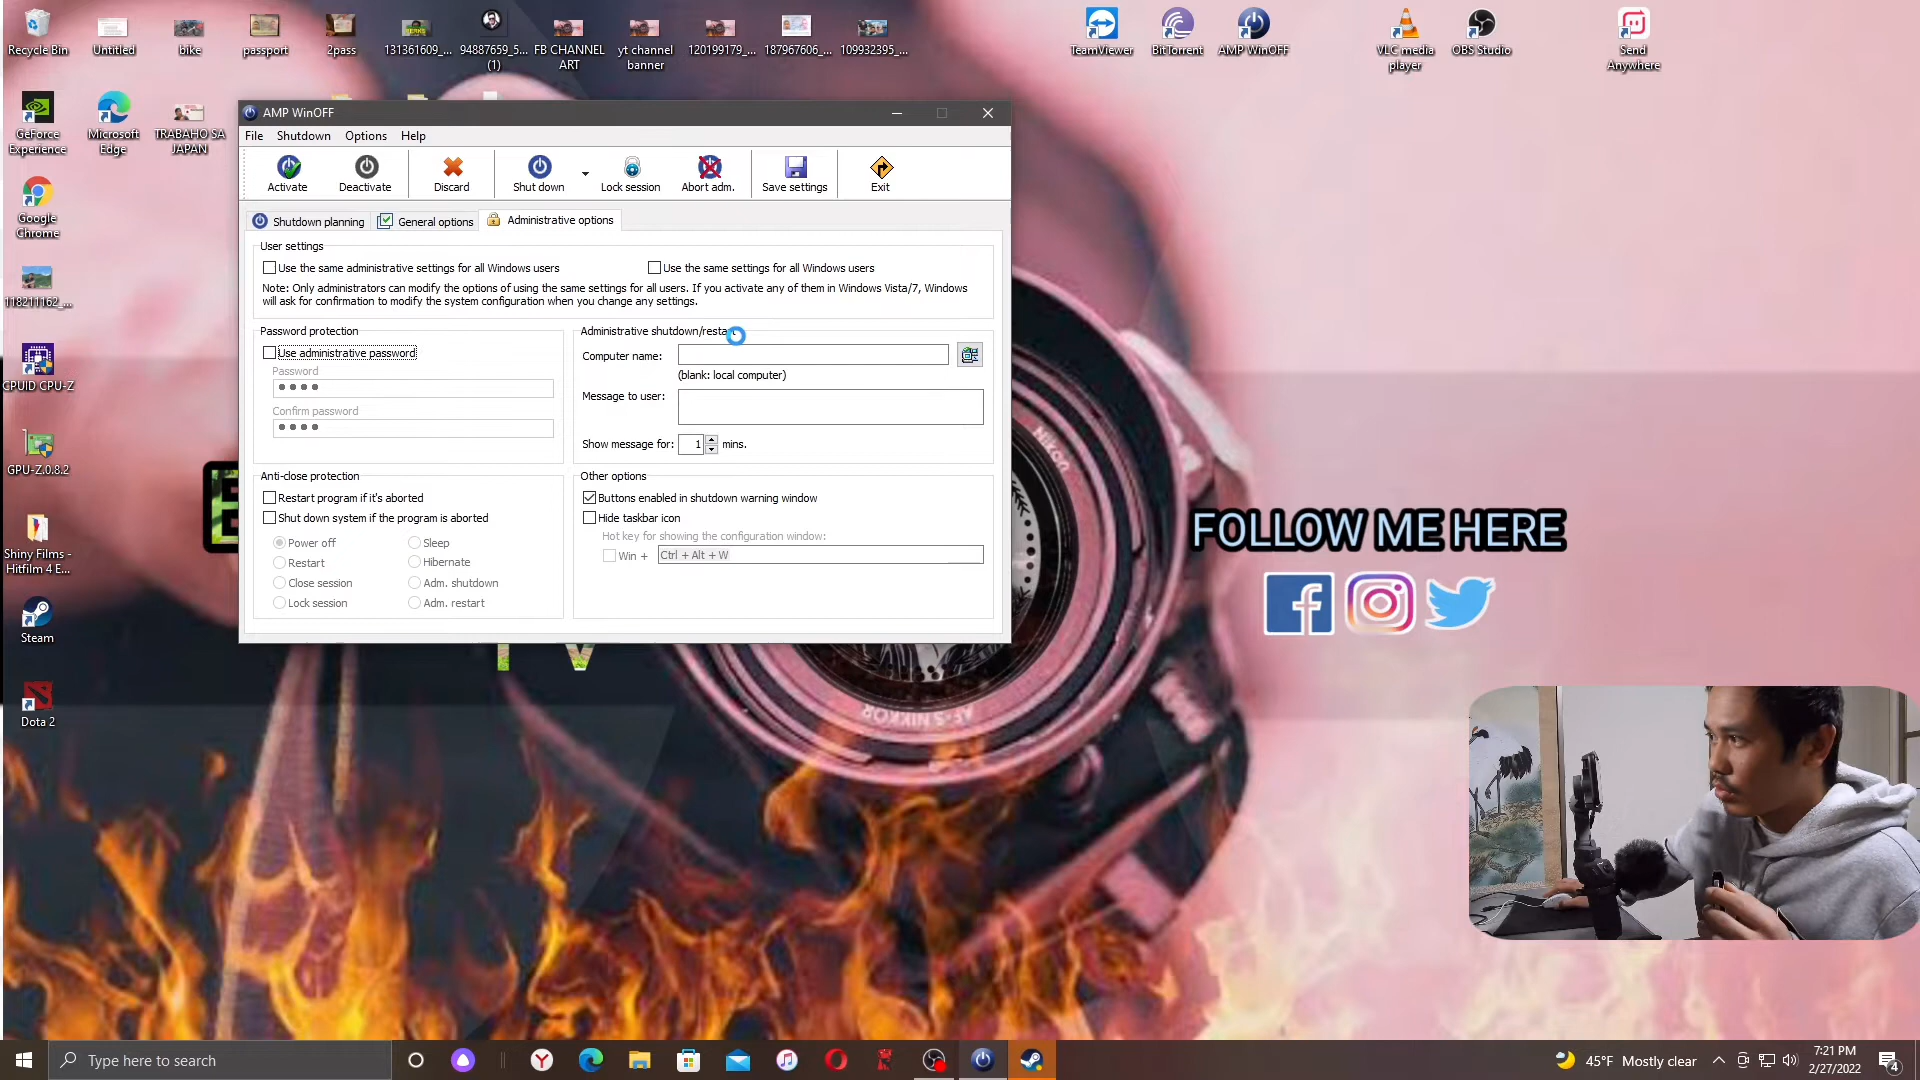 Recycle Bin
Untitled
bike
passport
2pass
131361609_...
94887659_5...
(1)
FB CHANNEL
ART
yt channel
banner
120199179_...
187967606_...
109932395_...
TeamViewer
BitTorrent
AMP WinOFF
VLC media
player
OBS Studio
Send
Anywhere
GeForce
Experience
Microsoft
Edge
TRABAHO SA
JAPAN
Google
Chrome
118211162_...
CPUID CPU-Z
GPU-Z.0.8.2
Shiny Films -
Hitfilm 4 E...
Steam
Dota 2
AMP WinOFF
File Shutdown Options Help
Activate
Deactivate
Discard
Shut down
Lock session
Abort adm.
Save settings
Exit
Shutdown planning
General options
Administrative options
User settings
Use the same administrative settings for all Windows users
Use the same settings for all Windows users
Note: Only administrators can modify the options of using the same settings for all users. If you activate any of them in Windows Vista/7, Windows
will ask for confirmation to modify the system configuration when you change any settings.
Password protection
Use administrative password
Password
Confirm password
Administrative shutdown/restart
Computer name:
(blank: local computer)
Message to user:
Show message for: 1 mins.
Anti-close protection
Restart program if it's aborted
Shut down system if the program is aborted
Power off
Sleep
Restart
Hibernate
Close session
Adm. shutdown
Lock session
Adm. restart
Other options
Buttons enabled in shutdown warning window
Hide taskbar icon
Hot key for showing the configuration window:
Win + Ctrl + Alt + W
Nikon
AF-S NIKKOR
TV
FOLLOW ME HERE
Type here to search
45°F Mostly clear
7:21 PM
2/27/2022
4